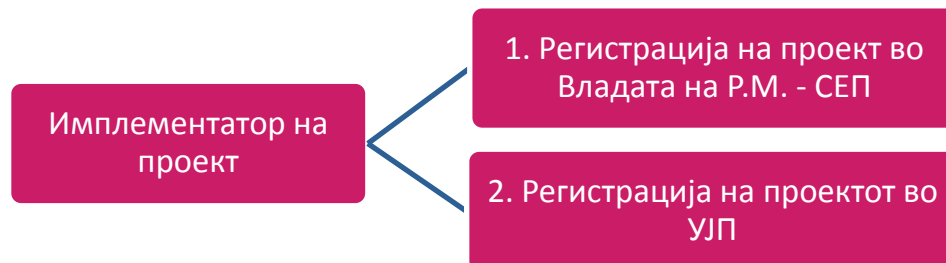 1. Регистрација на проект во
Владата на Р.М. - СЕП
Имплементатор на
проект
2. Регистрација на проектот во
УЈП